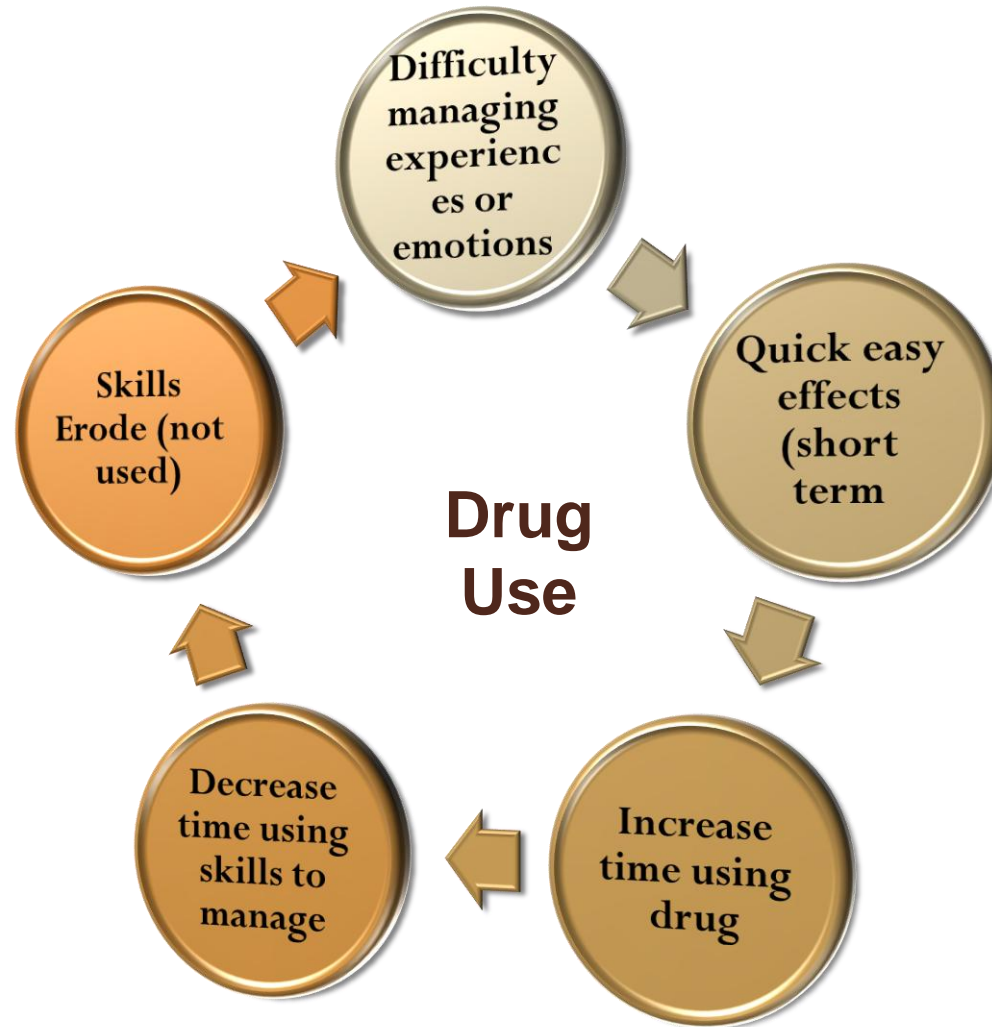 Difficulty
managing
experienc
es or
emotions
Quick easy
effects
(short
term
Increase
time using
drug
Decrease
time using
skills to
manage
Skills
Erode (not
used)
Drug
Use